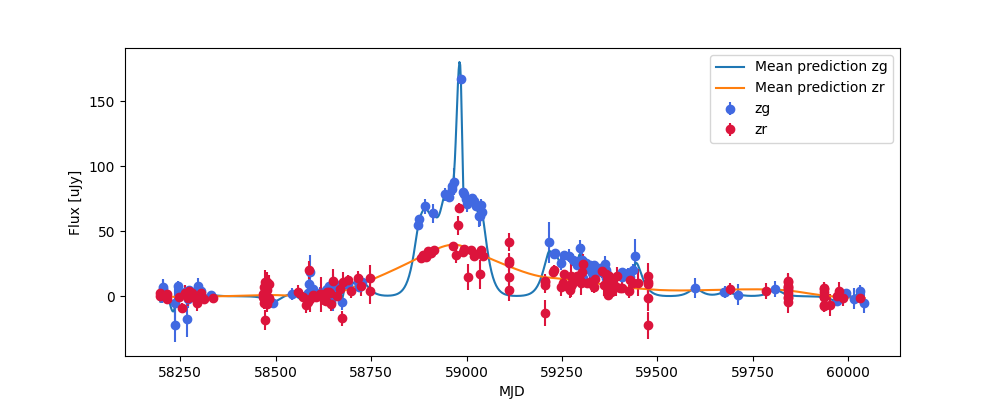 Mean prediction zg
Mean prediction zr
zg
zr
150
100
50
0
Flux [uJy]
58250 58500 58750 59000 59250 59500 59750 60000
MJD